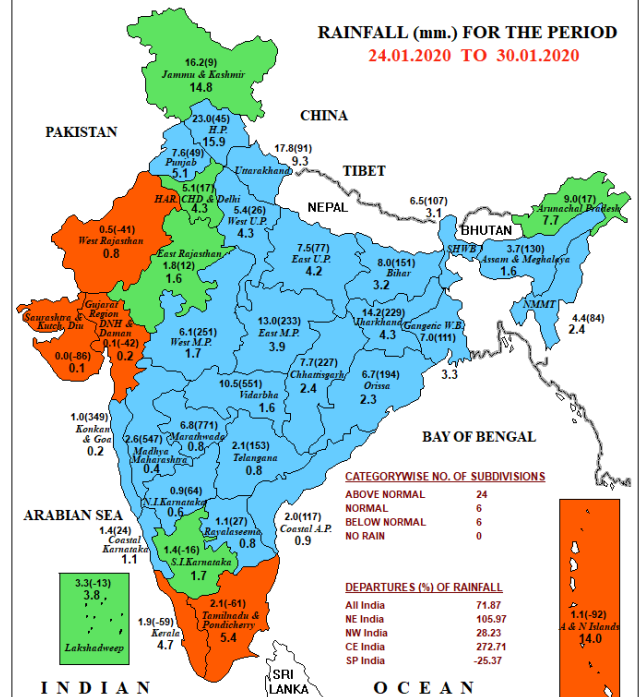 RAINFALL (mm.) FOR THE PERIOD
24.01.2020 TO 30.01.2020
16.2(9)
Jammu & Kashmir
14.8
CHINA
PAKISTAN
23.0(45)
H.P.
15.9
7.6(49)
Punjab
5.1
17.8(91)
9.3
Uttarakhand
TIBET
NEPAL
5.1(17)
HAR. CHD & Delhi
4.3
5.4(26)
West U.P.
4.3
6.5(107)
3.1
BHUTAN
9.0(17)
Arunachal Pradesh
7.7
0.5(-41)
West Rajasthan
0.8
East Rajasthan
1.8(12)
1.6
7.5(77)
East U.P.
4.2
8.0(151)
Bihar
3.2
SHWB
3.7(130)
Assam & Meghalaya
1.6
NMMT
4.4(84)
2.4
Gujarat
Region
DNH &
Daman
0.1(-42)
0.2
Saurashtra &
Kutch, Diu
0.0(-86)
0.1
6.1(251)
West M.P.
1.7
13.0(233)
East M.P.
3.9
14.2(229)
Jharkhand
4.3
Gangetic W.B.
7.0(111)
3.3
7.7(227)
Chhattisgarh
2.4
6.7(194)
Orissa
2.3
10.5(551)
Vidarbha
1.6
1.0(349)
Konkan
& Goa
0.2
2.6(547)
Madhya
Maharashtra
0.4
6.8(771)
Marathwada
0.8
2.1(153)
Telangana
0.8
BAY OF BENGAL
0.9(64)
N.I.Karnataka
0.6
ARABIAN SEA
1.4(24)
Coastal
Karnataka
1.1
1.1(27)
Rayalaseema
0.8
2.0(117)
Coastal A.P.
0.9
1.4(-16)
S.I.Karnataka
1.7
CATEGORYWISE NO. OF SUBDIVISIONS
ABOVE NORMAL 24
NORMAL 6
BELOW NORMAL 6
NO RAIN 0
DEPARTURES (%) OF RAINFALL
All India 71.87
NE India 105.97
NW India 28.23
CE India 272.71
SP India -25.37
3.3(-13)
3.8
Lakshadweep
1.9(-59)
Kerala
4.7
2.1(-61)
Tamilnadu &
Pondicherry
5.4
1.1(-92)
A & N Islands
14.0
SRI
LANKA
INDIAN OCEAN